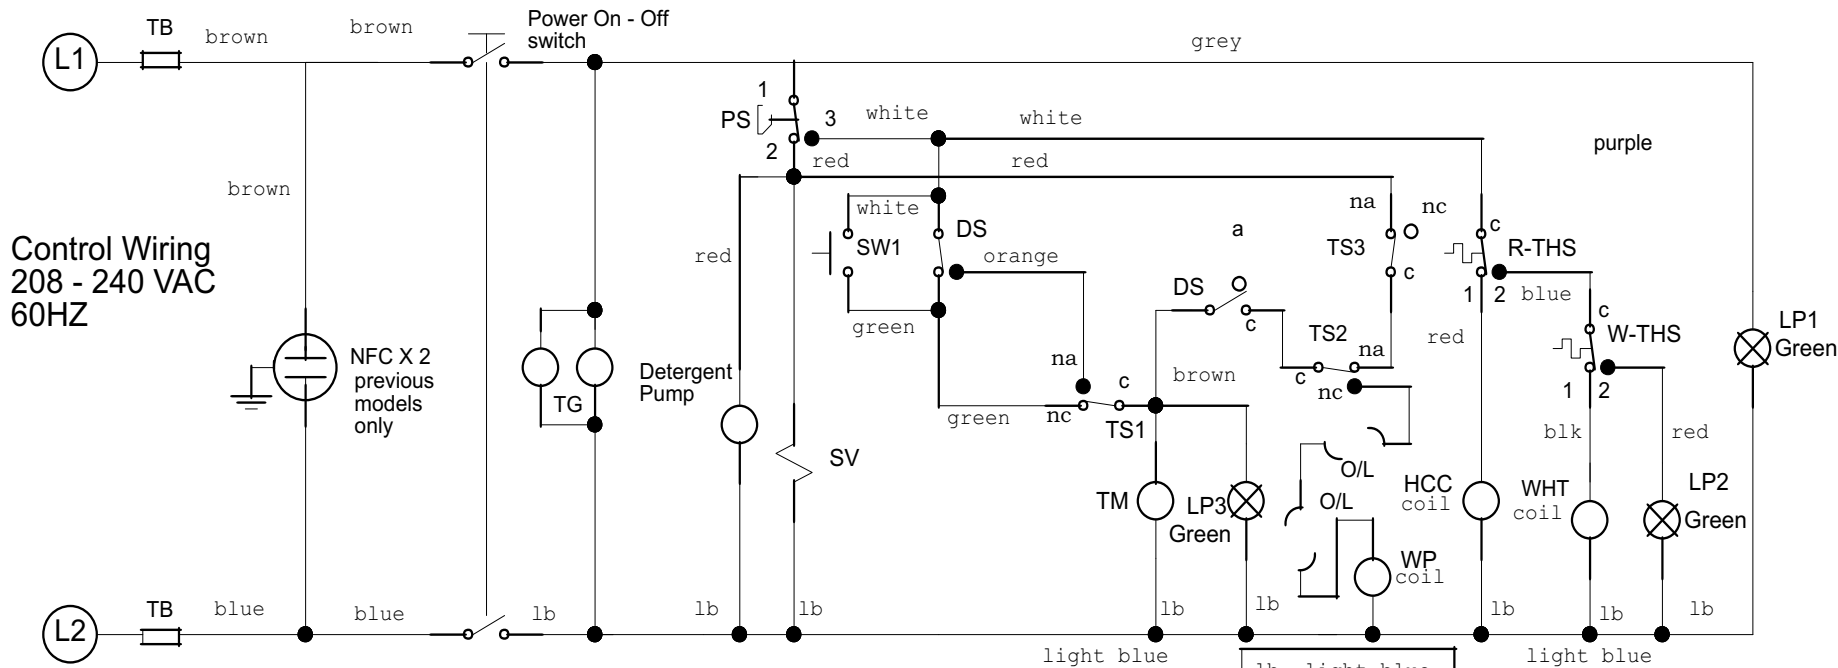 Power On - Off
switch
TB
brown
brown
L1
grey
1
PS
3
white
white
2
red
red
purple
brown
Control Wiring
208 - 240 VAC
60HZ
na
nc
white
DS
a
c
red
SW1
orange
TS3
R-THS
c
1
2
blue
DS
c
green
TS2
red
c
W-THS
LP1
Green
NFC X 2
previous
models
only
Detergent
Pump
TG
na
c
brown
c
na
nc
1
2
green
nc
TS1
blk
red
SV
O/L
TM
LP3
Green
O/L
HCC
coil
WHT
coil
LP2
Green
WP
coil
TB
blue
blue
lb
lb
lb
lb
lb
lb
lb
lb
L2
light blue
lb - light blue
light blue